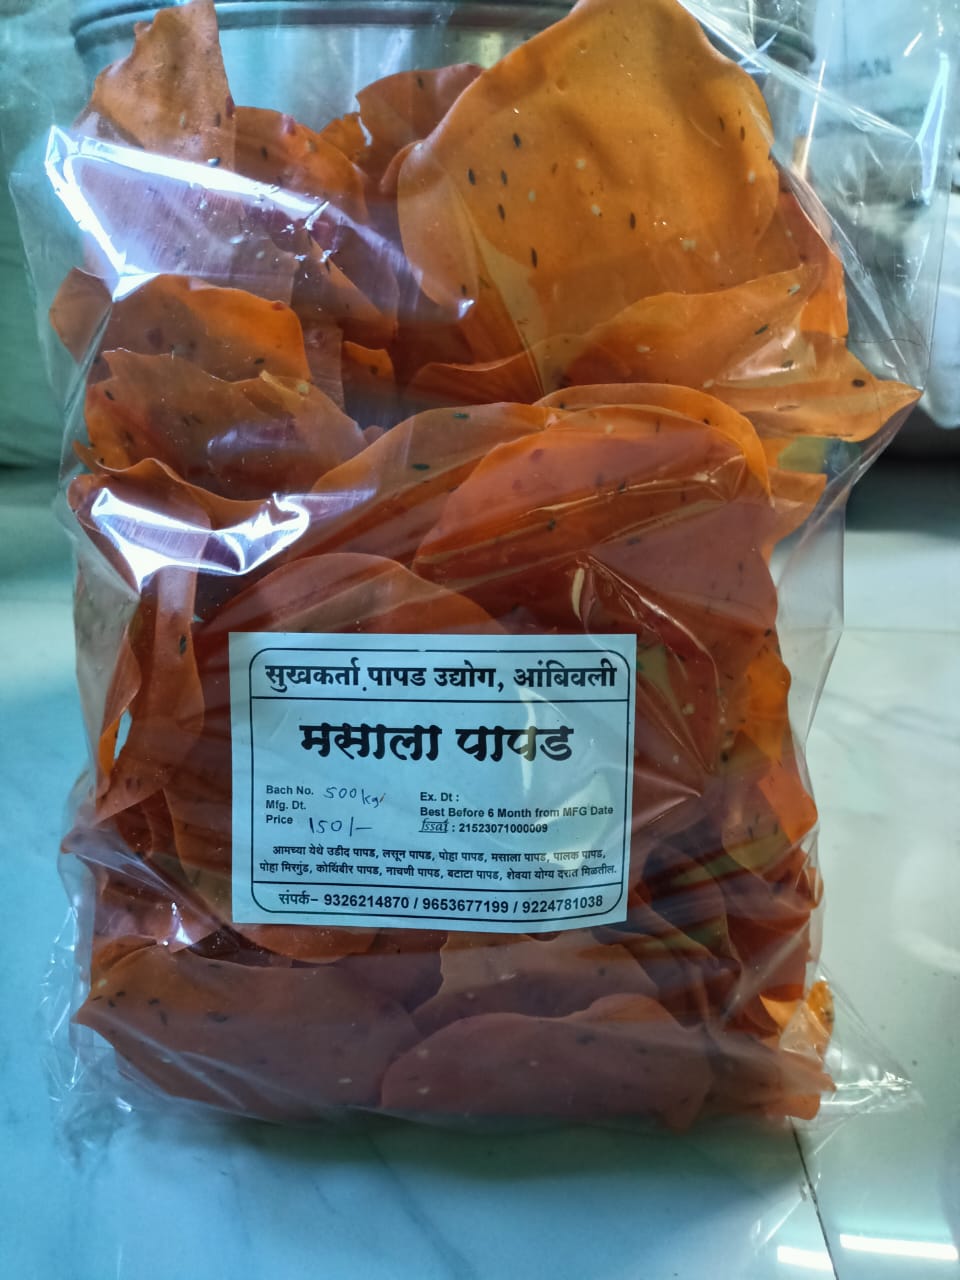 सुखकर्ता पापड उद्योग, आंबिवली
मसाला पापड
Bach No. 500kg
Mfg. Dt.
Price 150/-
Ex. Dt :
Best Before 6 Month from MFG Date
fssai : 21523071000009
आमच्या येथे उडीद पापड, लसून पापड, पोहा पापड, मसाला पापड, पालक पापड,
पोहा मिरगुंड, कोथिंबीर पापड, नाचणी पापड, बटाटा पापड, शेवया योग्य दरात मिळतील.
संपर्क– 9326214870 / 9653677199 / 9224781038